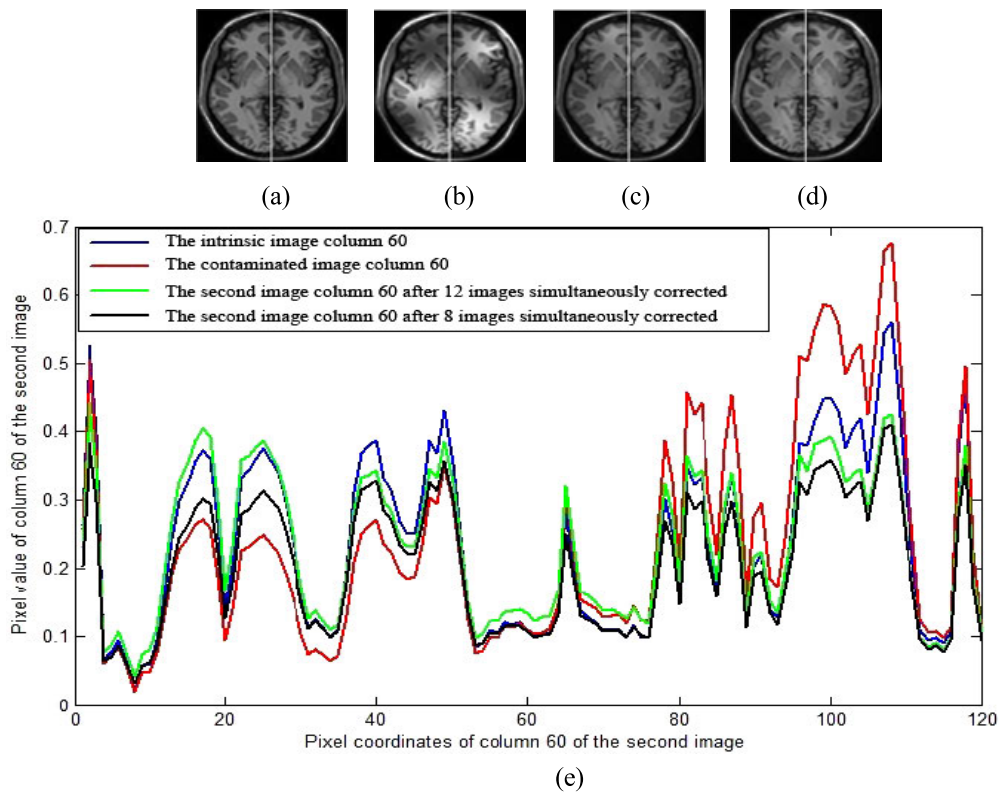 (a) (b) (c) (d)
0.7
0.6
0.5
0.4
0.3
0.2
0.1
0
Pixel value of column 60 of the second image
The intrinsic image column 60
The contaminated image column 60
The second image column 60 after 12 images simultaneously corrected
The second image column 60 after 8 images simultaneously corrected
0 20 40 60 80 100 120
Pixel coordinates of column 60 of the second image
(e)